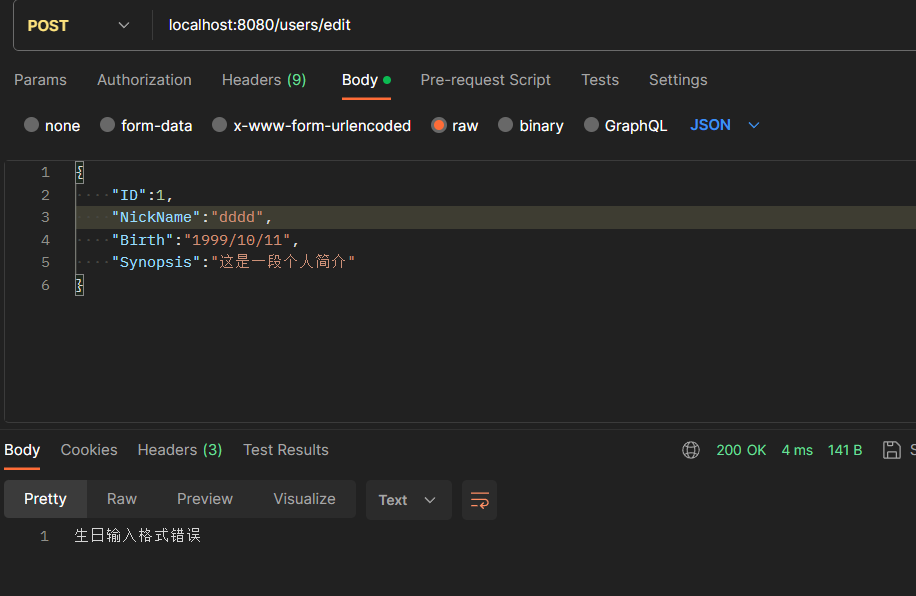 POST localhost:8080/users/edit
Params Authorization Headers (9) Body Pre-request Script Tests Settings
none form-data x-www-form-urlencoded raw binary GraphQL JSON
1 {
2 "ID":1,
3 "NickName":"dddd",
4 "Birth":"1999/10/11",
5 "Synopsis":"这是一段个人简介"
6 }
Body Cookies Headers (3) Test Results 200 OK 4 ms 141 B S
Pretty Raw Preview Visualize Text
1 生日输入格式错误